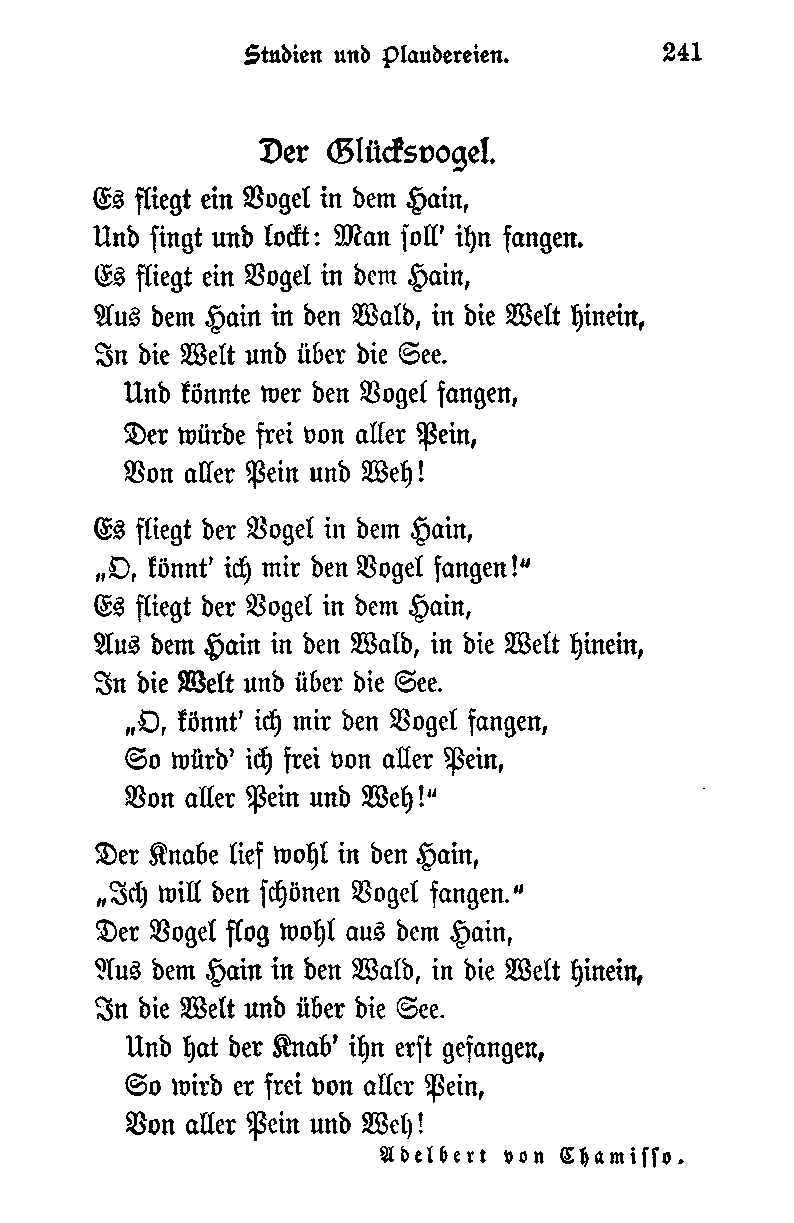 Studien und Plaudereien. 241
Der Glücksvogel.
Es fliegt ein Vogel in dem Hain,
Und singt und lockt: Man soll' ihn fangen.
Es fliegt ein Vogel in dem Hain,
Aus dem Hain in den Wald, in die Welt hinein,
In die Welt und über die See.
Und könnte wer den Vogel fangen,
Der würde frei von aller Pein,
Von aller Pein und Weh!
Es fliegt der Vogel in dem Hain,
„O, könnt' ich mir den Vogel fangen!“
Es fliegt der Vogel in dem Hain,
Aus dem Hain in den Wald, in die Welt hinein,
In die Welt und über die See.
„O, könnt' ich mir den Vogel fangen,
So würd' ich frei von aller Pein,
Von aller Pein und Weh!“
Der Knabe lief wohl in den Hain,
„Ich will den schönen Vogel fangen.“
Der Vogel flog wohl aus dem Hain,
Aus dem Hain in den Wald, in die Welt hinein,
In die Welt und über die See.
Und hat der Knab' ihn erst gefangen,
So wird er frei von aller Pein,
Von aller Pein und Weh!
Adelbert von Chamisso.